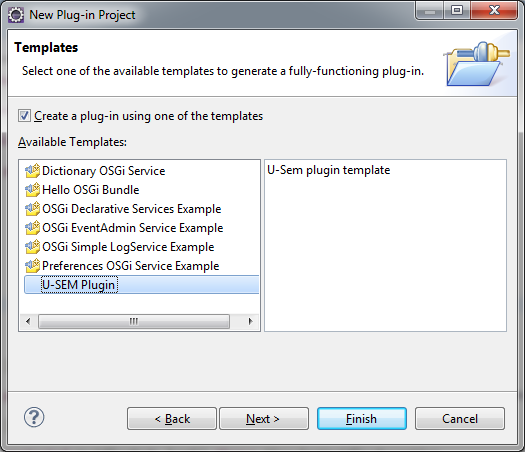 New Plug-in Project
Templates
Select one of the available templates to generate a fully-functioning plug-in.
Create a plug-in using one of the templates
Available Templates:
Dictionary OSGi Service
Hello OSGi Bundle
OSGi Declarative Services Example
OSGi EventAdmin Service Example
OSGi Simple LogService Example
Preferences OSGi Service Example
U-SEM Plugin
U-Sem plugin template
?
< Back
Next >
Finish
Cancel